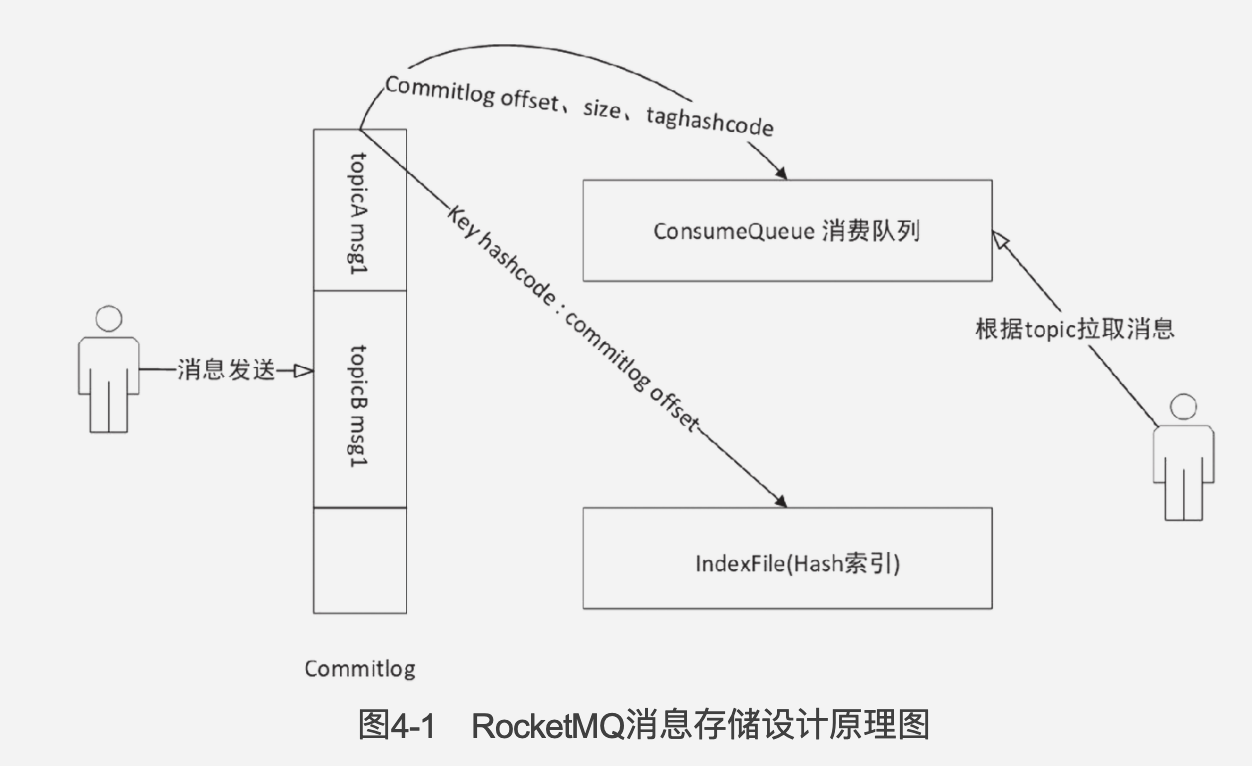 Commitlog offset、size、taghashcode
topicA msg1
ConsumeQueue 消费队列
Key hashcode : commitlog offset
根据topic拉取消息
消息发送
topicB msg1
IndexFile(Hash索引)
Commitlog
图4-1 RocketMQ消息存储设计原理图